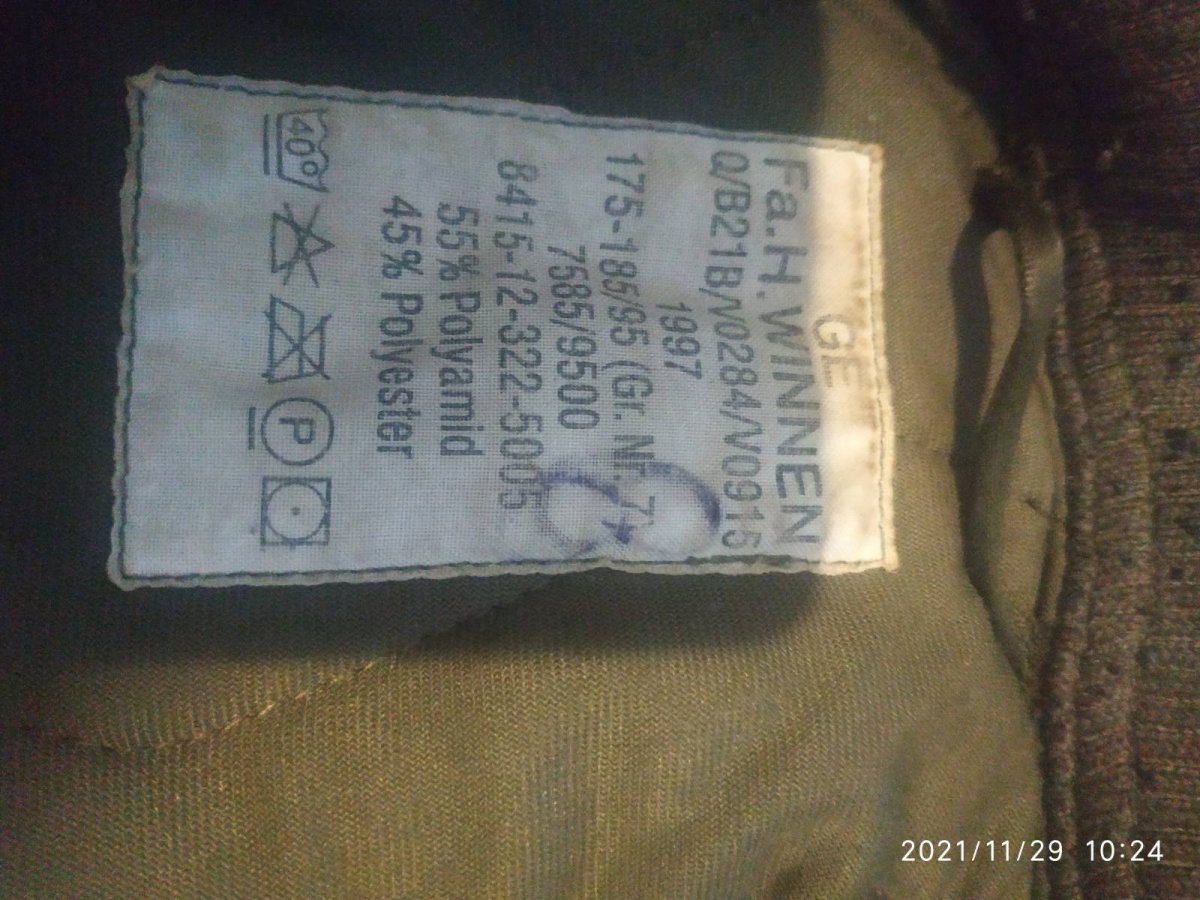 GE
Fa.H.WINNEN
Q/B21B/V0284/V0915
1997
175-185/95 (Gr. Nr. 7)
7585/9500
8415-12-322-5005
55% Polyamid
45% Polyester
40° P
2021/11/29 10:24